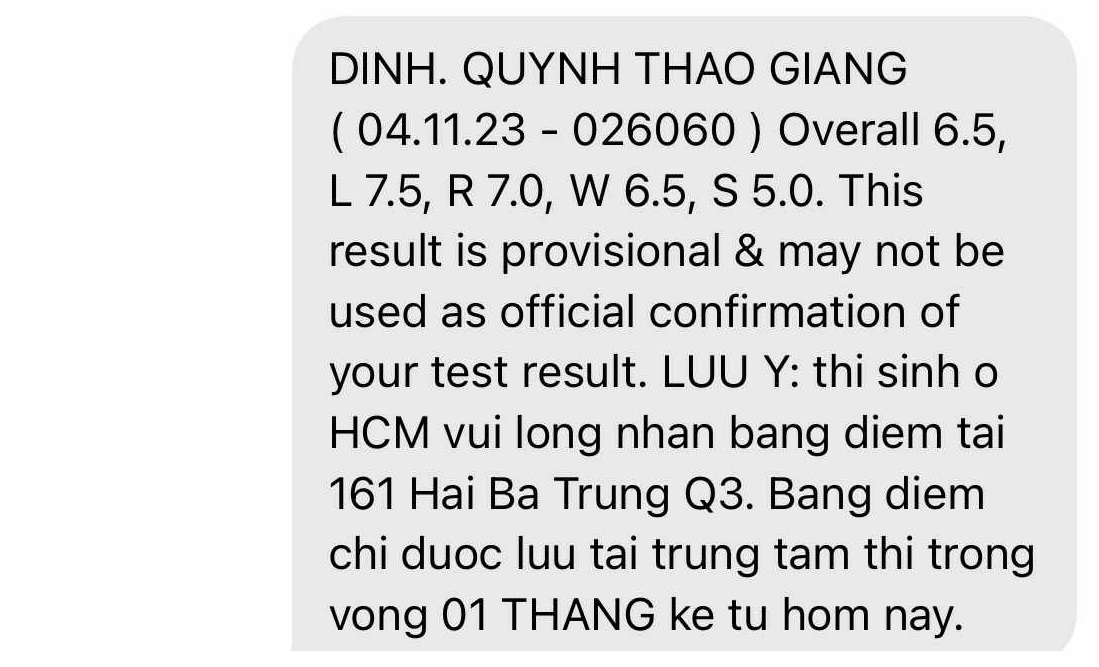 DINH. QUYNH THAO GIANG
( 04.11.23 - 026060 ) Overall 6.5,
L 7.5, R 7.0, W 6.5, S 5.0. This
result is provisional & may not be
used as official confirmation of
your test result. LUU Y: thi sinh o
HCM vui long nhan bang diem tai
161 Hai Ba Trung Q3. Bang diem
chi duoc luu tai trung tam thi trong
vong 01 THANG ke tu hom nay.